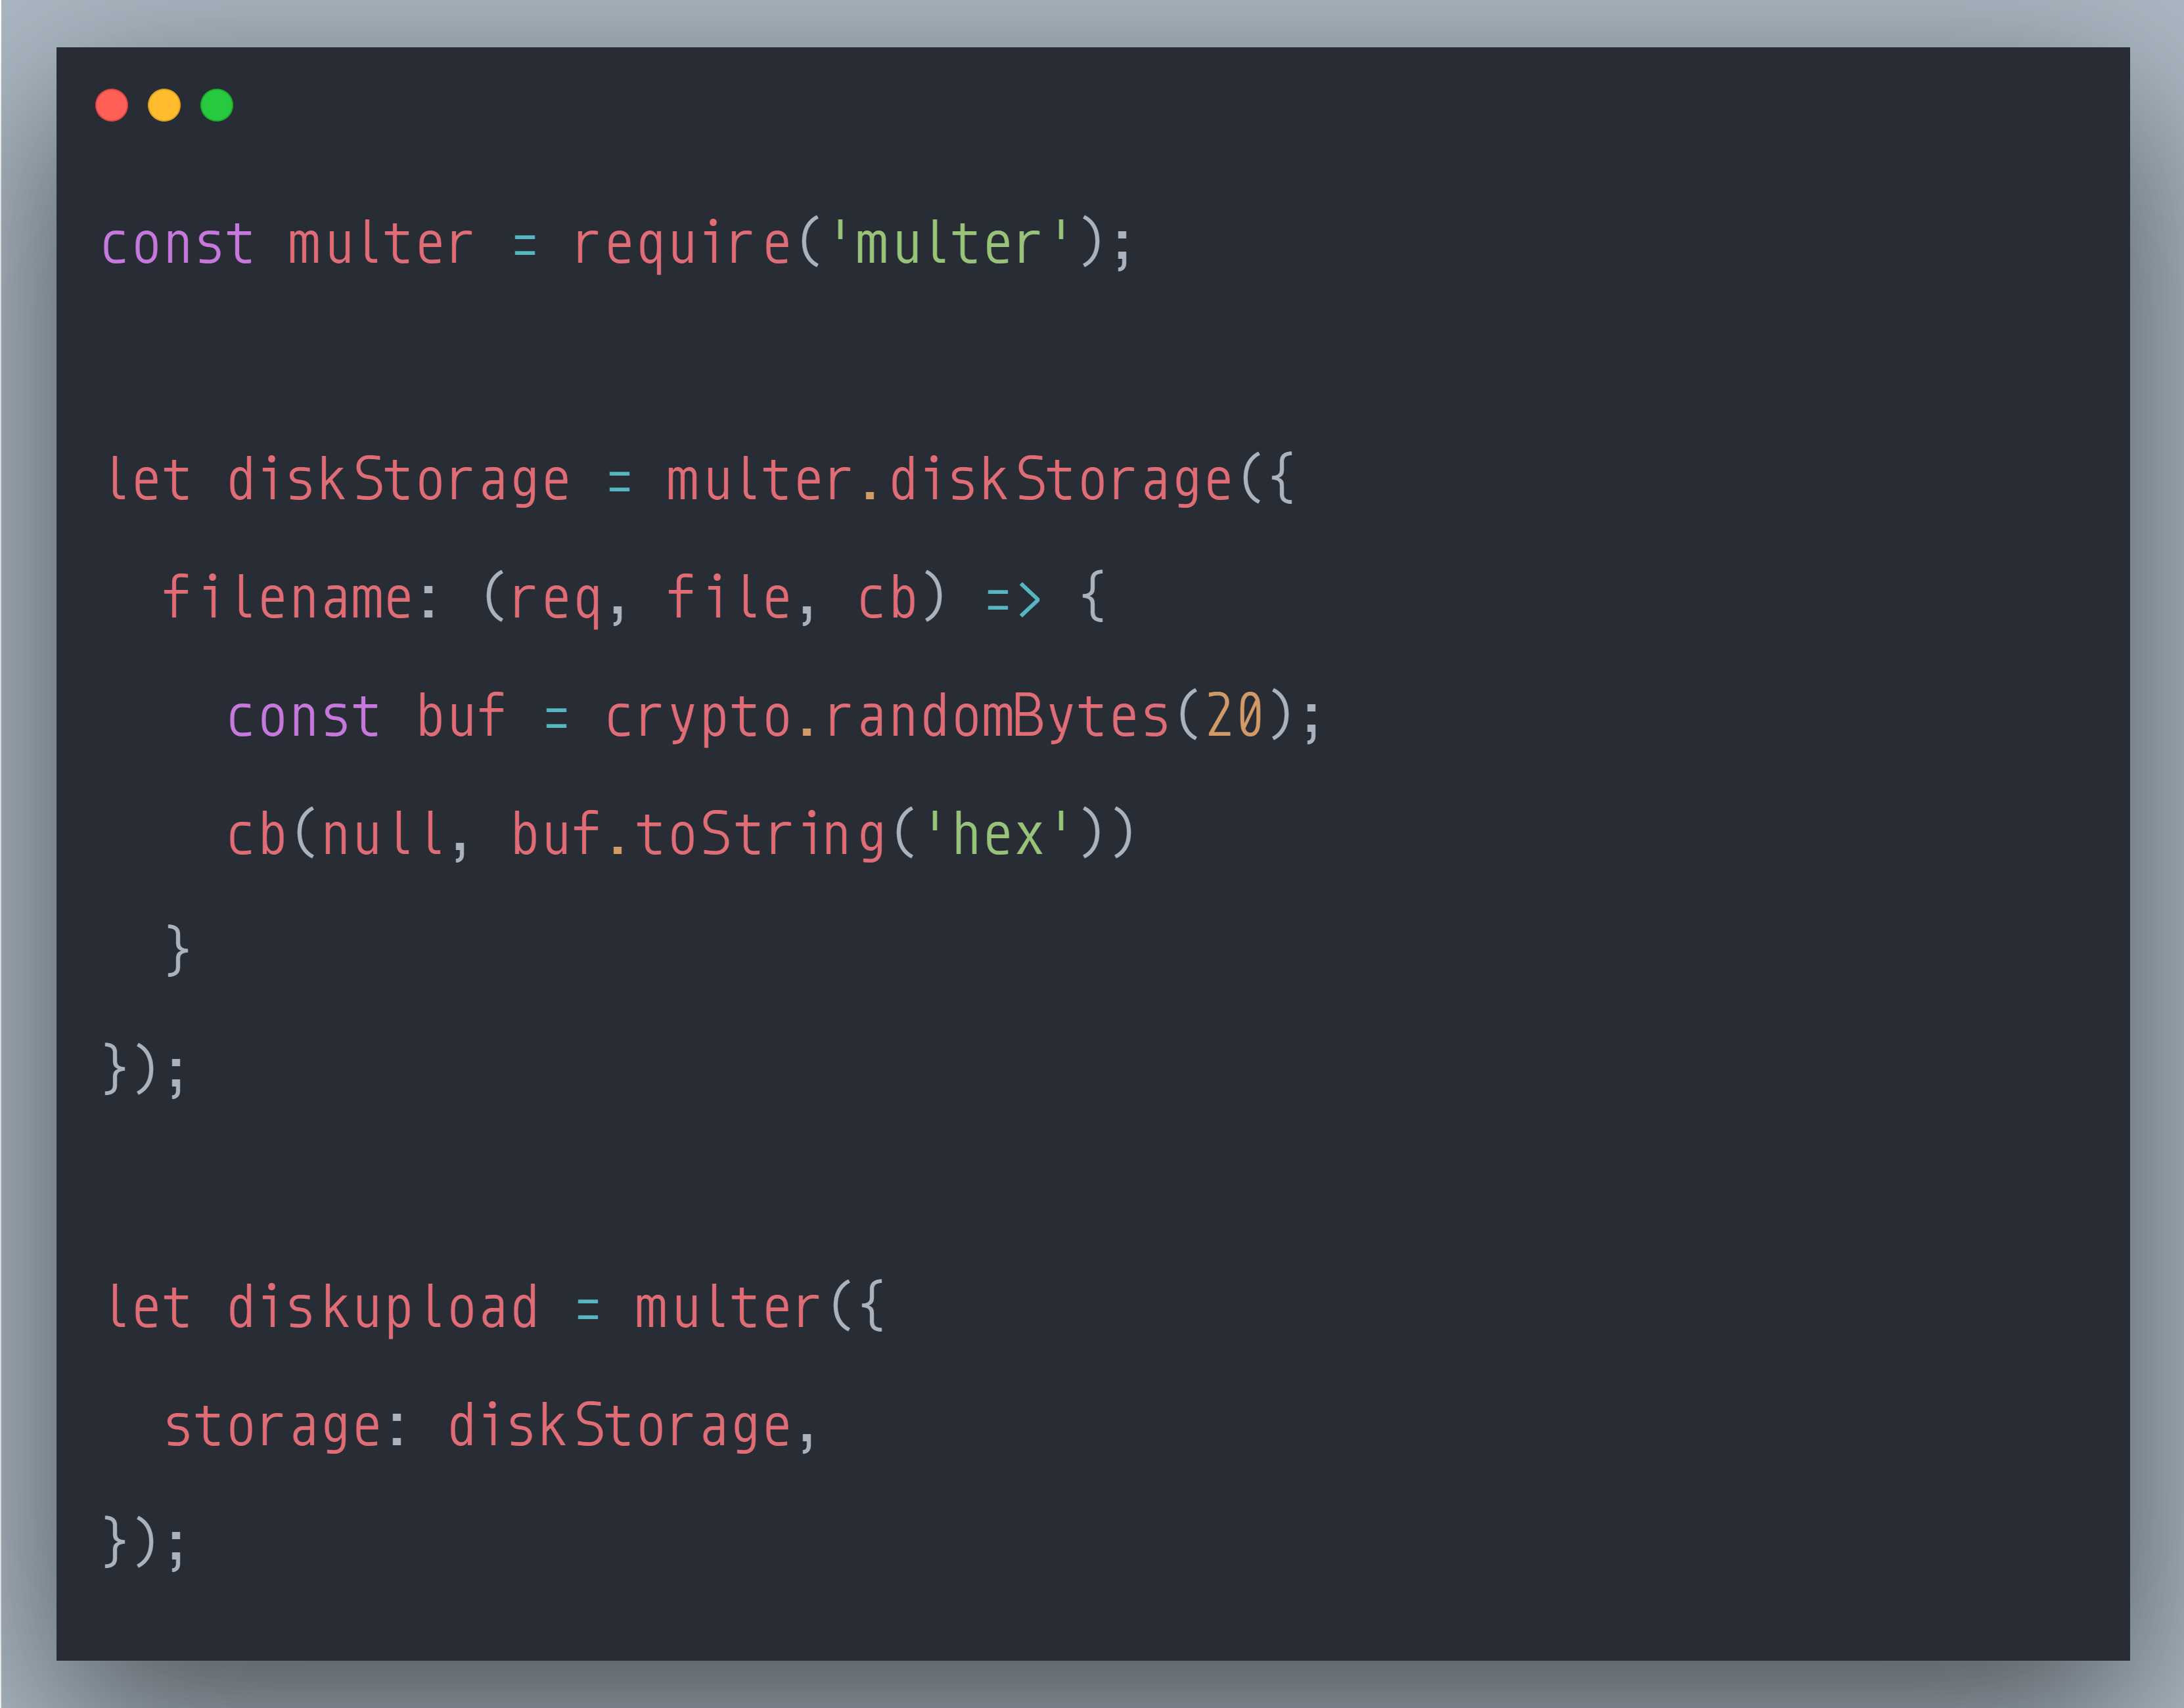 const multer = require('multer');
let diskStorage = multer.diskStorage({
  filename: (req, file, cb) => {
    const buf = crypto.randomBytes(20);
    cb(null, buf.toString('hex'))
  }
});
let diskupload = multer({
  storage: diskStorage,
});